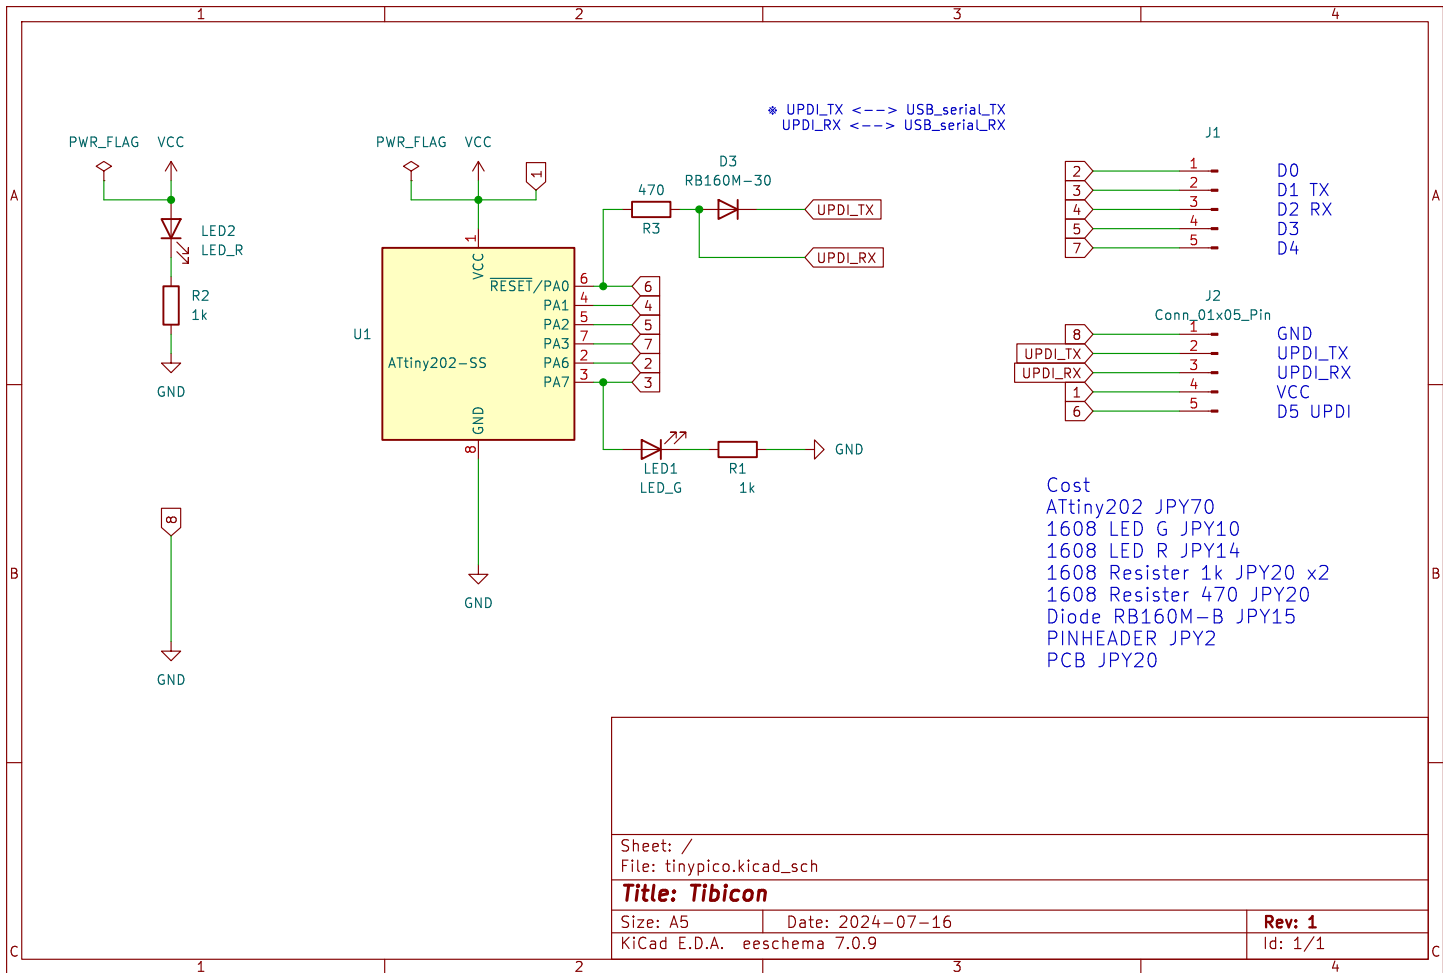 1 2 3 4
A
B
C
PWR_FLAG VCC
LED2
LED_R
R2
1k
GND
8
GND
PWR_FLAG VCC
1
U1
ATtiny202-SS
1
VCC
RESET/PA0 6
PA1 4
PA2 5
PA3 7
PA6 2
PA7 3
GND
8
GND
6
4
5
7
2
3
470
R3
D3
RB160M-30
UPDI_TX
UPDI_RX
LED1
LED_G
R1
1k
GND
※ UPDI_TX <--> USB_serial_TX
UPDI_RX <--> USB_serial_RX
J1
2 1 D0
3 2 D1 TX
4 3 D2 RX
5 4 D3
7 5 D4
J2
Conn_01x05_Pin
8 1 GND
UPDI_TX 2 UPDI_TX
UPDI_RX 3 UPDI_RX
1 4 VCC
6 5 D5 UPDI
Cost
ATtiny202 JPY70
1608 LED G JPY10
1608 LED R JPY14
1608 Resister 1k JPY20 x2
1608 Resister 470 JPY20
Diode RB160M-B JPY15
PINHEADER JPY2
PCB JPY20
Sheet: /
File: tinypico.kicad_sch
Title: Tibicon
Size: A5 Date: 2024-07-16 Rev: 1
KiCad E.D.A. eeschema 7.0.9 Id: 1/1
A
B
C
1 2 3 4